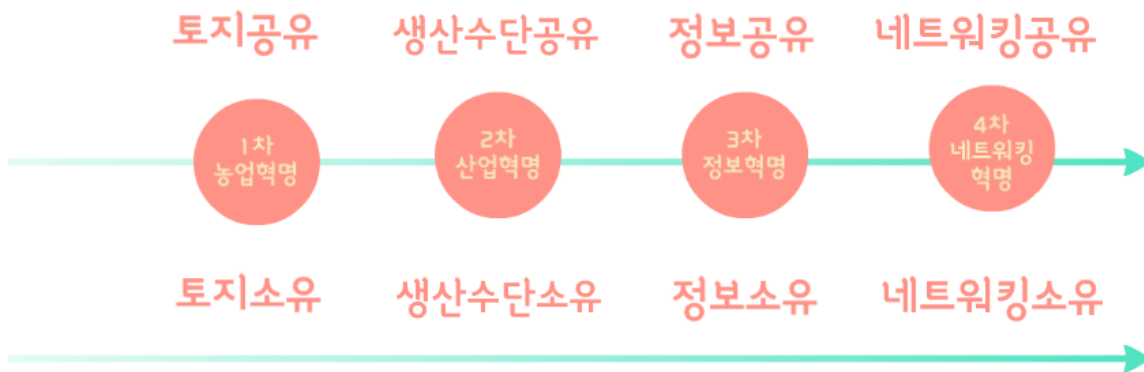 토지공유 생산수단공유 정보공유 네트워킹공유
1차
농업혁명
2차
산업혁명
3차
정보혁명
4차
네트워킹
혁명
토지소유 생산수단소유 정보소유 네트워킹소유